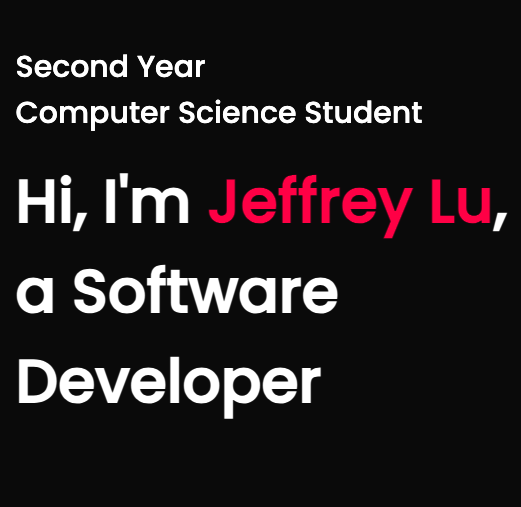 Second Year
Computer Science Student
Hi, I'm Jeffrey Lu,
a Software
Developer